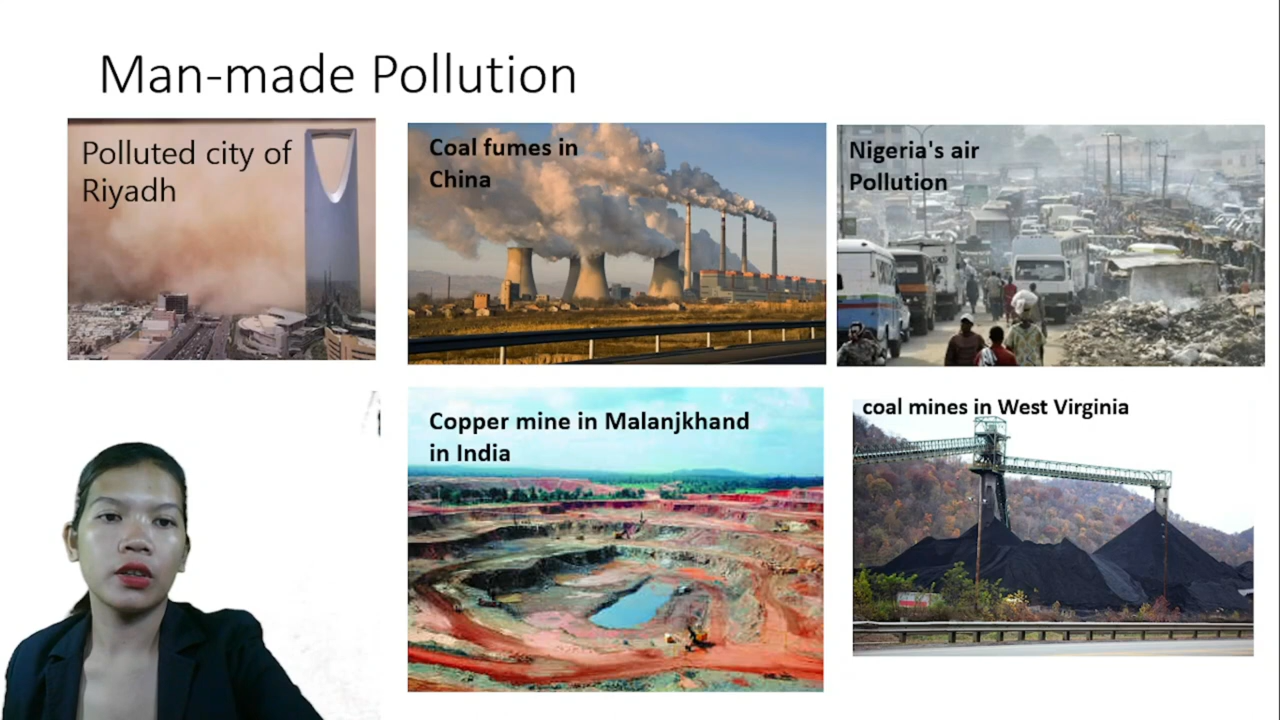 Man-made Pollution
Polluted city of
Riyadh
Coal fumes in
China
Nigeria's air
Pollution
Copper mine in Malanjkhand
in India
coal mines in West Virginia